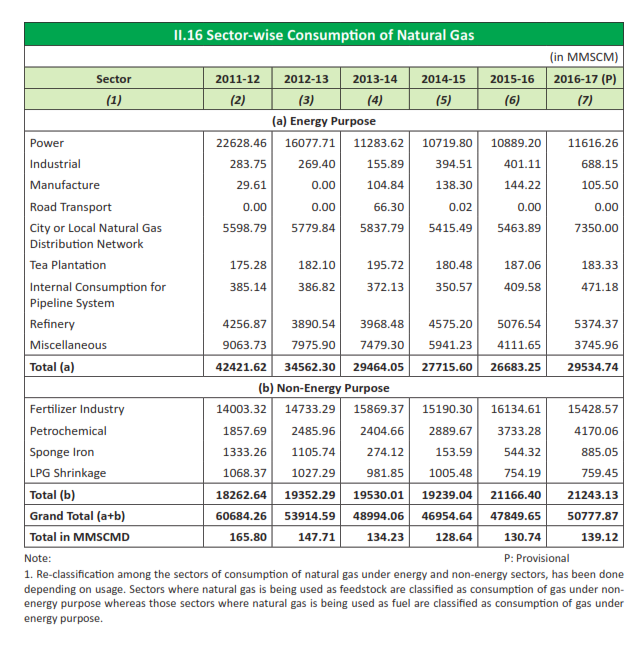 II.16 Sector-wise Consumption of Natural Gas
(in MMSCM)
Sector 2011-12 2012-13 2013-14 2014-15 2015-16 2016-17 (P)
(1) (2) (3) (4) (5) (6) (7)
(a) Energy Purpose
Power 22628.46 16077.71 11283.62 10719.80 10889.20 11616.26
Industrial 283.75 269.40 155.89 394.51 401.11 688.15
Manufacture 29.61 0.00 104.84 138.30 144.22 105.50
Road Transport 0.00 0.00 66.30 0.02 0.00 0.00
City or Local Natural Gas 5598.79 5779.84 5837.79 5415.49 5463.89 7350.00
Distribution Network
Tea Plantation 175.28 182.10 195.72 180.48 187.06 183.33
Internal Consumption for 385.14 386.82 372.13 350.57 409.58 471.18
Pipeline System
Refinery 4256.87 3890.54 3968.48 4575.20 5076.54 5374.37
Miscellaneous 9063.73 7975.90 7479.30 5941.23 4111.65 3745.96
Total (a) 42421.62 34562.30 29464.05 27715.60 26683.25 29534.74
(b) Non-Energy Purpose
Fertilizer Industry 14003.32 14733.29 15869.37 15190.30 16134.61 15428.57
Petrochemical 1857.69 2485.96 2404.66 2889.67 3733.28 4170.06
Sponge Iron 1333.26 1105.74 274.12 153.59 544.32 885.05
LPG Shrinkage 1068.37 1027.29 981.85 1005.48 754.19 759.45
Total (b) 18262.64 19352.29 19530.01 19239.04 21166.40 21243.13
Grand Total (a+b) 60684.26 53914.59 48994.06 46954.64 47849.65 50777.87
Total in MMSCMD 165.80 147.71 134.23 128.64 130.74 139.12
Note: P: Provisional
1. Re-classification among the sectors of consumption of natural gas under energy and non-energy sectors, has been done
depending on usage. Sectors where natural gas is being used as feedstock are classified as consumption of gas under non-
energy purpose whereas those sectors where natural gas is being used as fuel are classified as consumption of gas under
energy purpose.